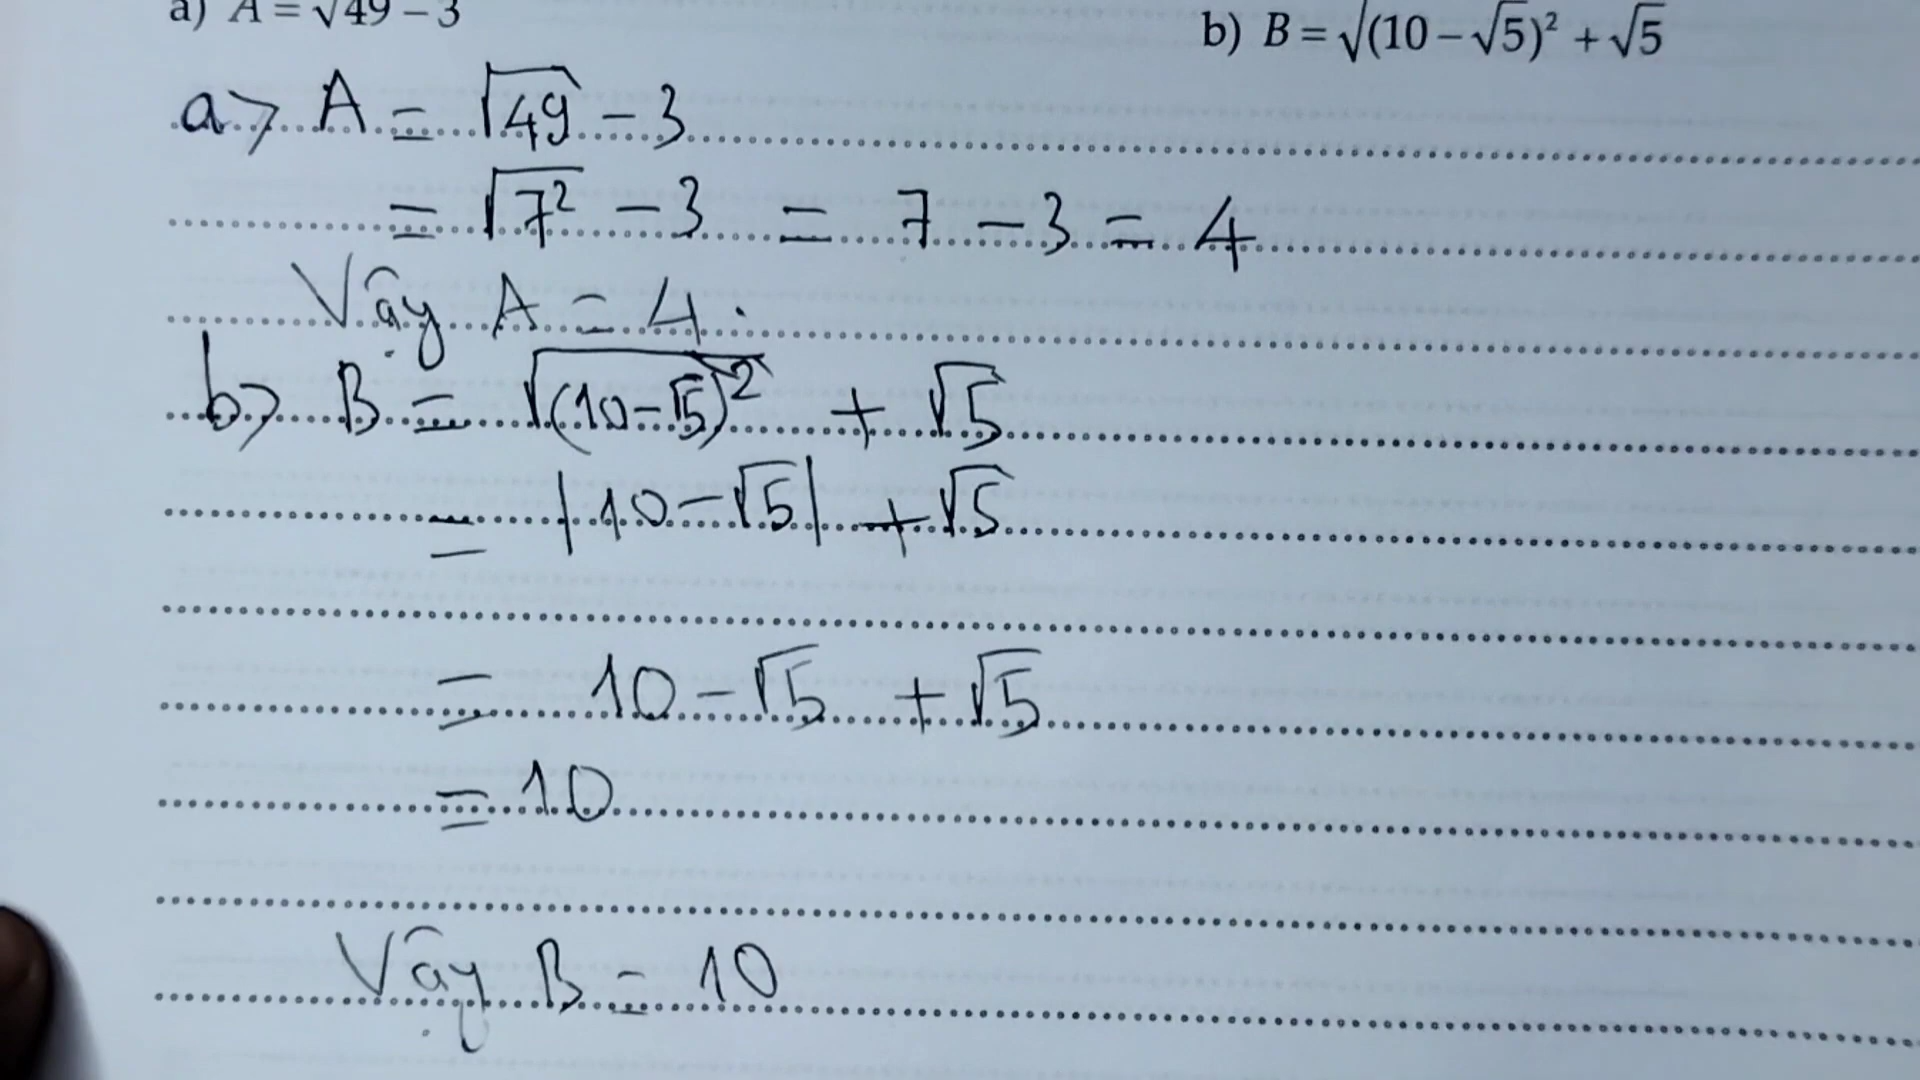 a) A = √49 − 3
b) B = √(10 − √5)² + √5
a> A = √49 − 3
= √7² − 3 = 7 − 3 = 4
Vậy A = 4.
b> B = √(10−√5)² + √5
= |10−√5| + √5
= 10 − √5 + √5
= 10
Vậy B = 10